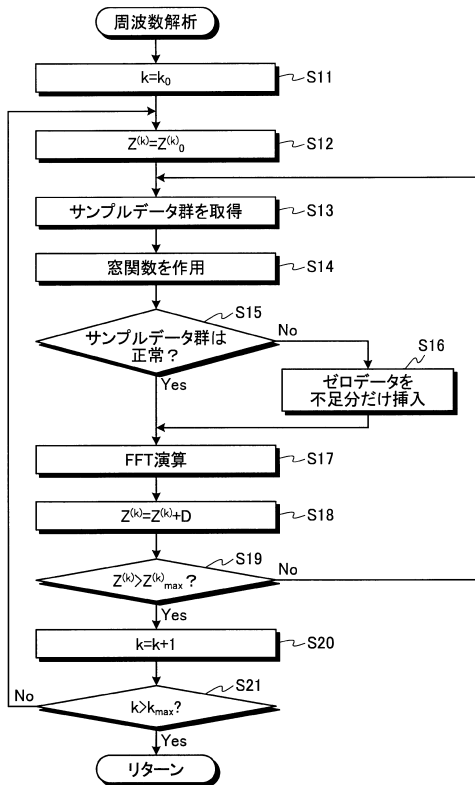 周波数解析
k=k0
S11
Z(k)=Z(k)0
S12
サンプルデータ群を取得
S13
窓関数を作用
S14
S15
サンプルデータ群は
正常？
No
Yes
S16
ゼロデータを
不足分だけ挿入
FFT演算
S17
Z(k)=Z(k)+D
S18
S19
Z(k)>Z(k)max？
No
Yes
k=k+1
S20
S21
No
k>kmax?
Yes
リターン